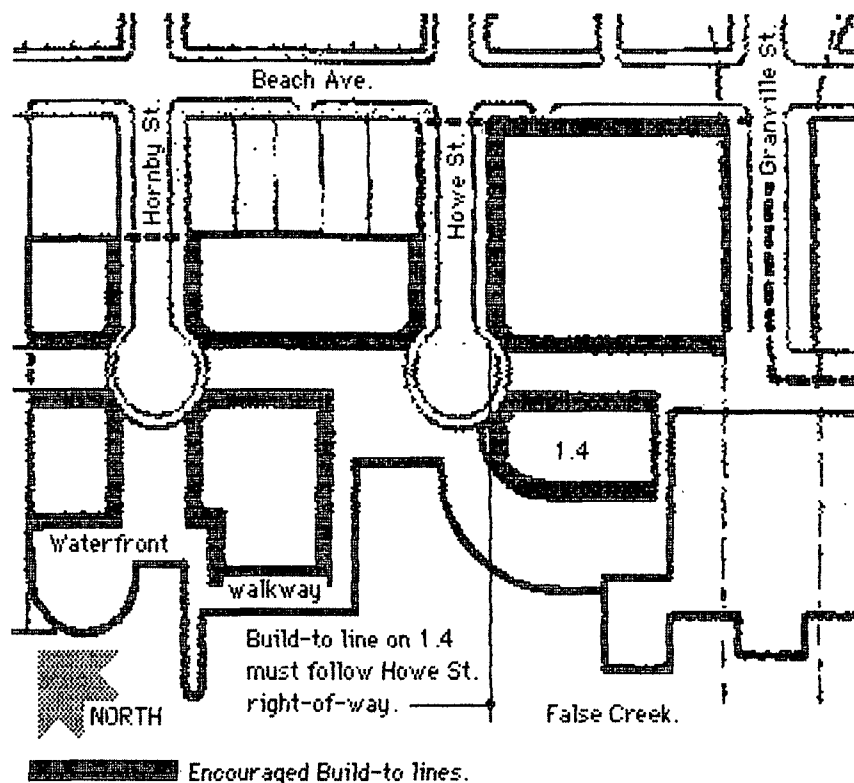 Beach Ave.
Hornby St.
Howe St.
Granville St.
1.4
Waterfront
walkway
Build-to line on 1.4
must follow Howe St.
right-of-way.
False Creek.
NORTH
Encouraged Build-to lines.